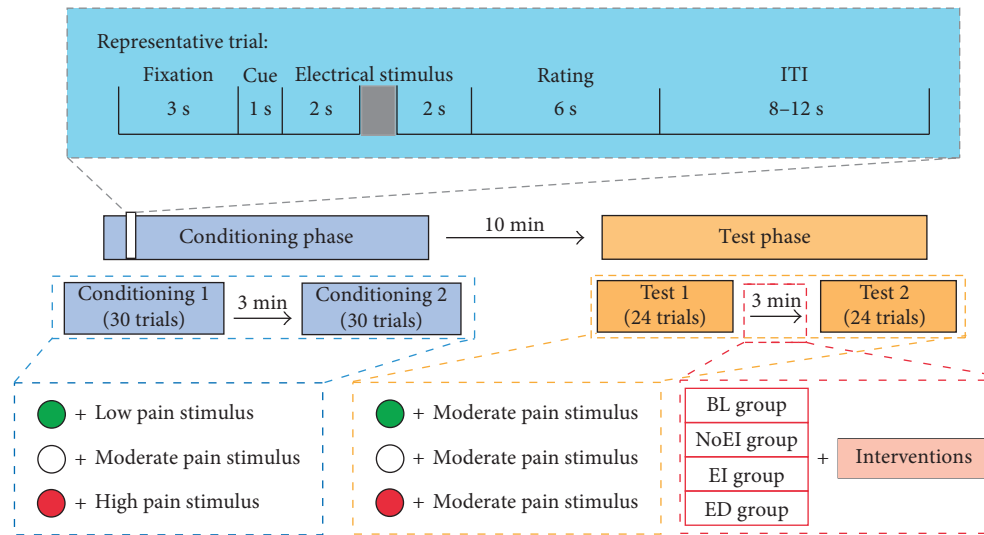 Representative trial:
Fixation Cue Electrical stimulus Rating ITI
3 s 1 s 2 s 2 s 6 s 8–12 s
Conditioning phase 10 min Test phase
Conditioning 1 (30 trials) 3 min Conditioning 2 (30 trials)
Test 1 (24 trials) 3 min Test 2 (24 trials)
+ Low pain stimulus
+ Moderate pain stimulus
+ High pain stimulus
+ Moderate pain stimulus
+ Moderate pain stimulus
+ Moderate pain stimulus
BL group
NoEI group
EI group
ED group
+ Interventions